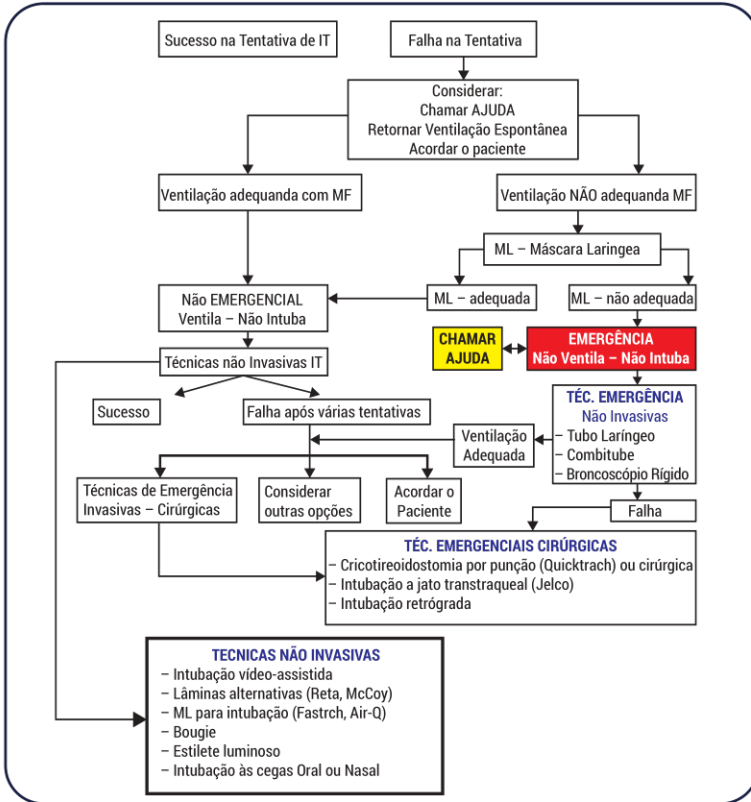 Sucesso na Tentativa de IT
Falha na Tentativa
Considerar:
Chamar AJUDA
Retornar Ventilação Espontânea
Acordar o paciente
Ventilação adequanda com MF
Ventilação NÃO adequanda MF
ML – Máscara Laringea
Não EMERGENCIAL
Ventila – Não Intuba
ML – adequada
ML – não adequada
CHAMAR
AJUDA
EMERGÊNCIA
Não Ventila – Não Intuba
Técnicas não Invasivas IT
Sucesso
Falha após várias tentativas
Ventilação
Adequada
TÉC. EMERGÊNCIA
Não Invasivas
– Tubo Laríngeo
– Combitube
– Broncoscópio Rígido
Técnicas de Emergência
Invasivas – Cirúrgicas
Considerar
outras opções
Acordar o
Paciente
Falha
TÉC. EMERGENCIAIS CIRÚRGICAS
– Cricotireoidostomia por punção (Quicktrach) ou cirúrgica
– Intubação a jato transtraqueal (Jelco)
– Intubação retrógrada
TECNICAS NÃO INVASIVAS
– Intubação vídeo-assistida
– Lâminas alternativas (Reta, McCoy)
– ML para intubação (Fastrch, Air-Q)
– Bougie
– Estilete luminoso
– Intubação às cegas Oral ou Nasal